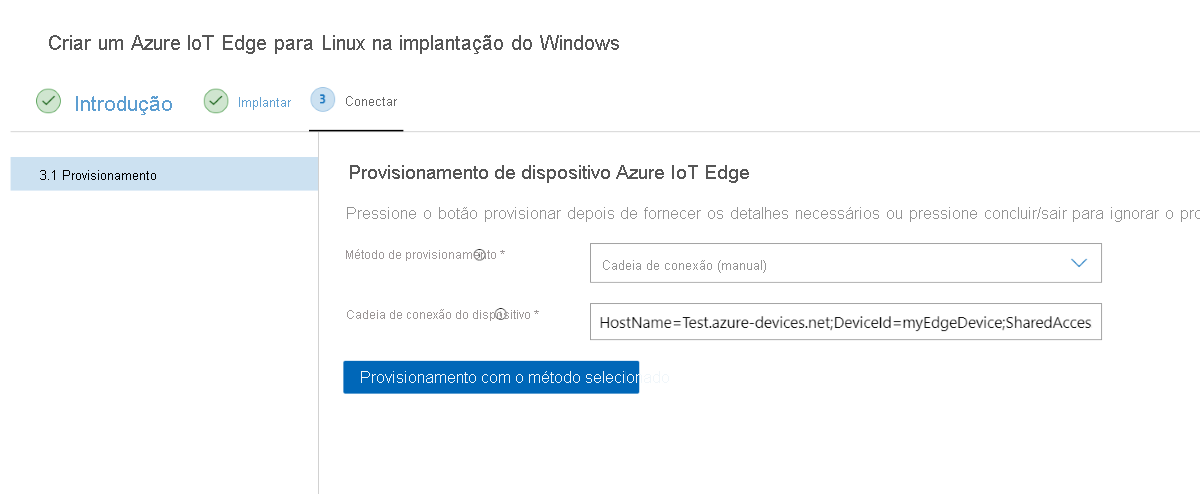 Criar um Azure IoT Edge para Linux na implantação do Windows
Introdução
Implantar
3 Conectar
3.1 Provisionamento
Provisionamento de dispositivo Azure IoT Edge
Pressione o botão provisionar depois de fornecer os detalhes necessários ou pressione concluir/sair para ignorar o pro
Método de provisionamento *
Cadeia de conexão (manual)
Cadeia de conexão do dispositivo *
HostName=Test.azure-devices.net;DeviceId=myEdgeDevice;SharedAcces
Provisionamento com o método selecionado